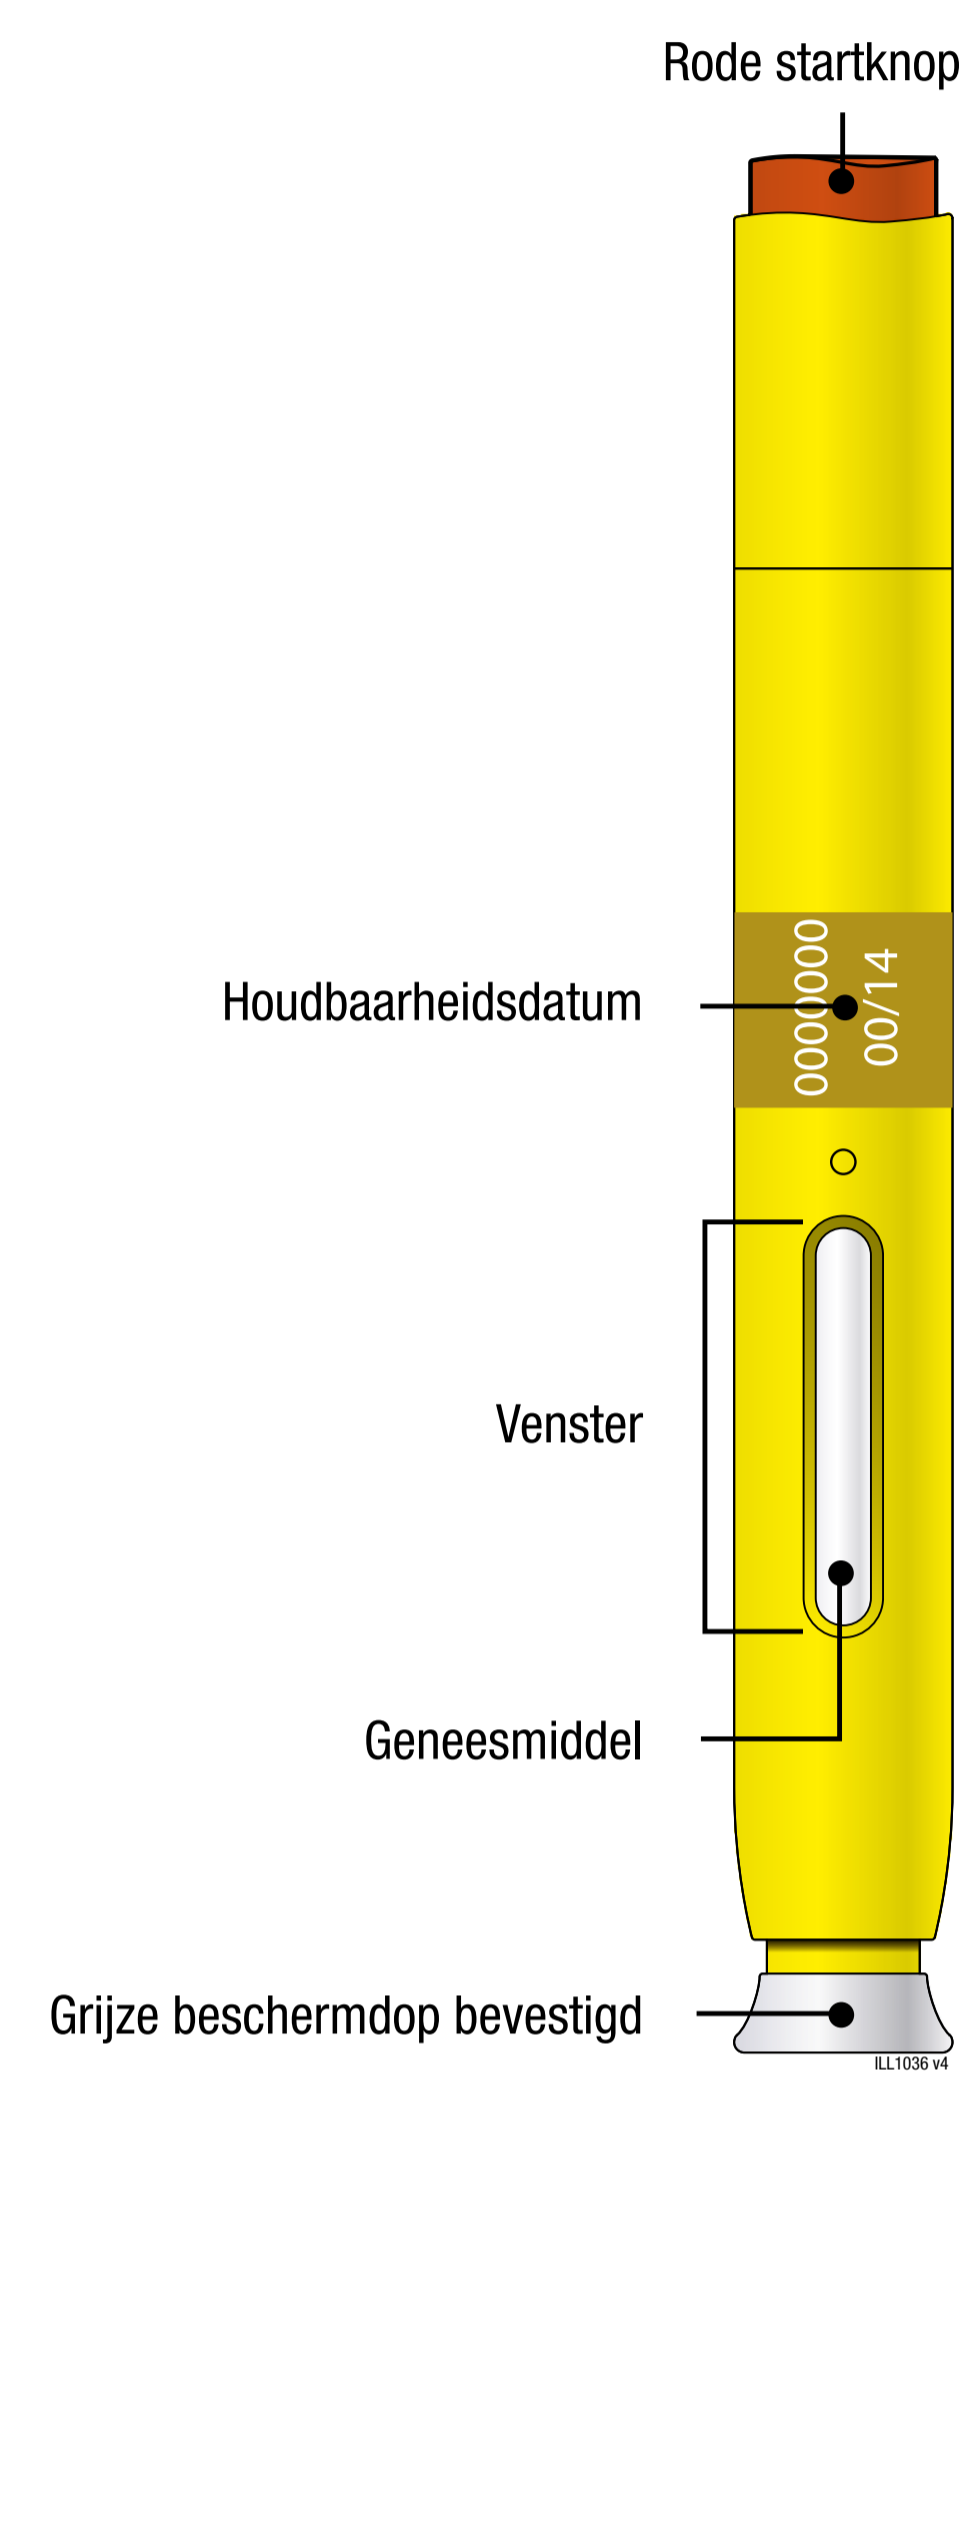 Rode startknop
0000000
00/14
Houdbaarheidsdatum
Venster
Geneesmiddel
Grijze beschermdop bevestigd
ILL1036 v4